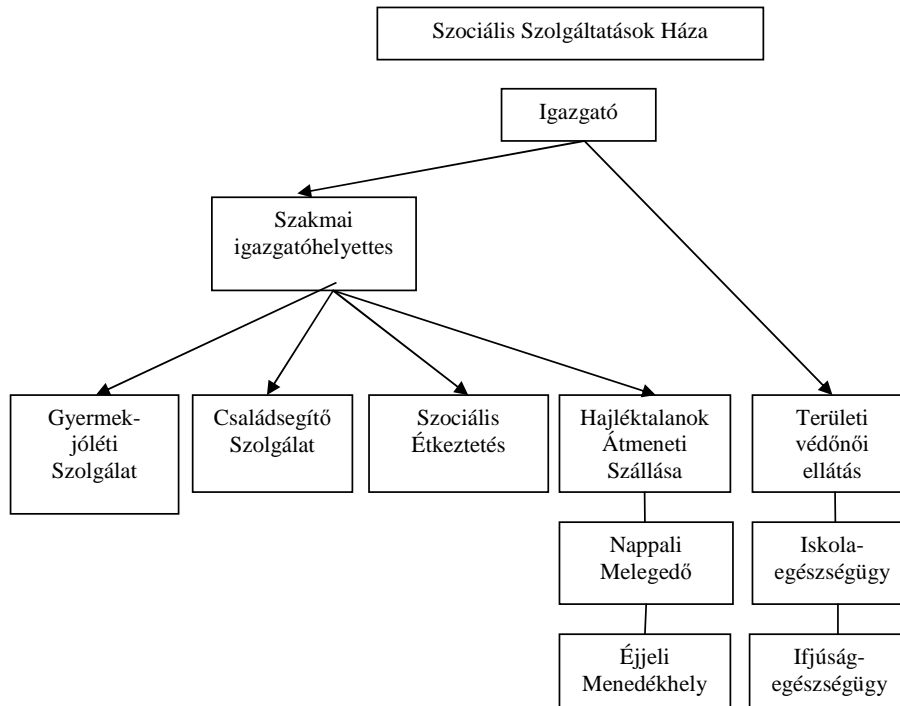 Szociális Szolgáltatások Háza
Igazgató
Szakmai
igazgatóhelyettes
Gyermek-
jóléti
Szolgálat
Családsegítő
Szolgálat
Szociális
Étkeztetés
Hajléktalanok
Átmeneti
Szállása
Területi
védőnői
ellátás
Nappali
Melegedő
Iskola-
egészségügy
Éjjeli
Menedékhely
Ifjúság-
egészségügy